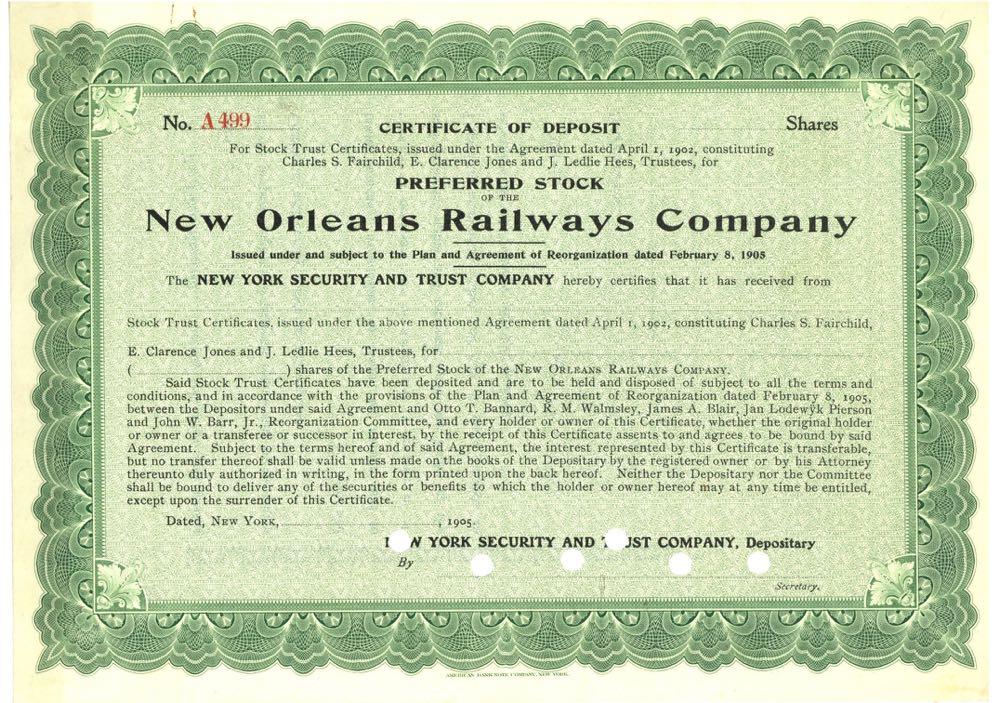 No. A 499 CERTIFICATE OF DEPOSIT Shares
For Stock Trust Certificates, issued under the Agreement dated April 1, 1902, constituting
Charles S. Fairchild, E. Clarence Jones and J. Ledlie Hees, Trustees, for
PREFERRED STOCK
OF THE
New Orleans Railways Company
Issued under and subject to the Plan and Agreement of Reorganization dated February 8, 1905
The NEW YORK SECURITY AND TRUST COMPANY hereby certifies that it has received from
Stock Trust Certificates, issued under the above mentioned Agreement dated April 1, 1902, constituting Charles S. Fairchild,
E. Clarence Jones and J. Ledlie Hees, Trustees, for
( ) shares of the Preferred Stock of the NEW ORLEANS RAILWAYS COMPANY.
Said Stock Trust Certificates have been deposited and are to be held and disposed of subject to all the terms and
conditions, and in accordance with the provisions of the Plan and Agreement of Reorganization dated February 8, 1905,
between the Depositors under said Agreement and Otto T. Bannard, R. M. Walmsley, James A. Blair, Jan Lodewÿk Pierson
and John W. Barr, Jr., Reorganization Committee, and every holder or owner of this Certificate, whether the original holder
or owner or a transferee or successor in interest, by the receipt of this Certificate assents to and agrees to be bound by said
Agreement. Subject to the terms hereof and of said Agreement, the interest represented by this Certificate is transferable,
but no transfer thereof shall be valid unless made on the books of the Depositary by the registered owner or by his Attorney
thereunto duly authorized in writing, in the form printed upon the back hereof. Neither the Depositary nor the Committee
shall be bound to deliver any of the securities or benefits to which the holder or owner hereof may at any time be entitled,
except upon the surrender of this Certificate.
Dated, NEW YORK, , 1905.
YORK SECURITY AND COMPANY, Depositary
By
Secretary.
AMERICAN BANK NOTE COMPANY, NEW YORK.